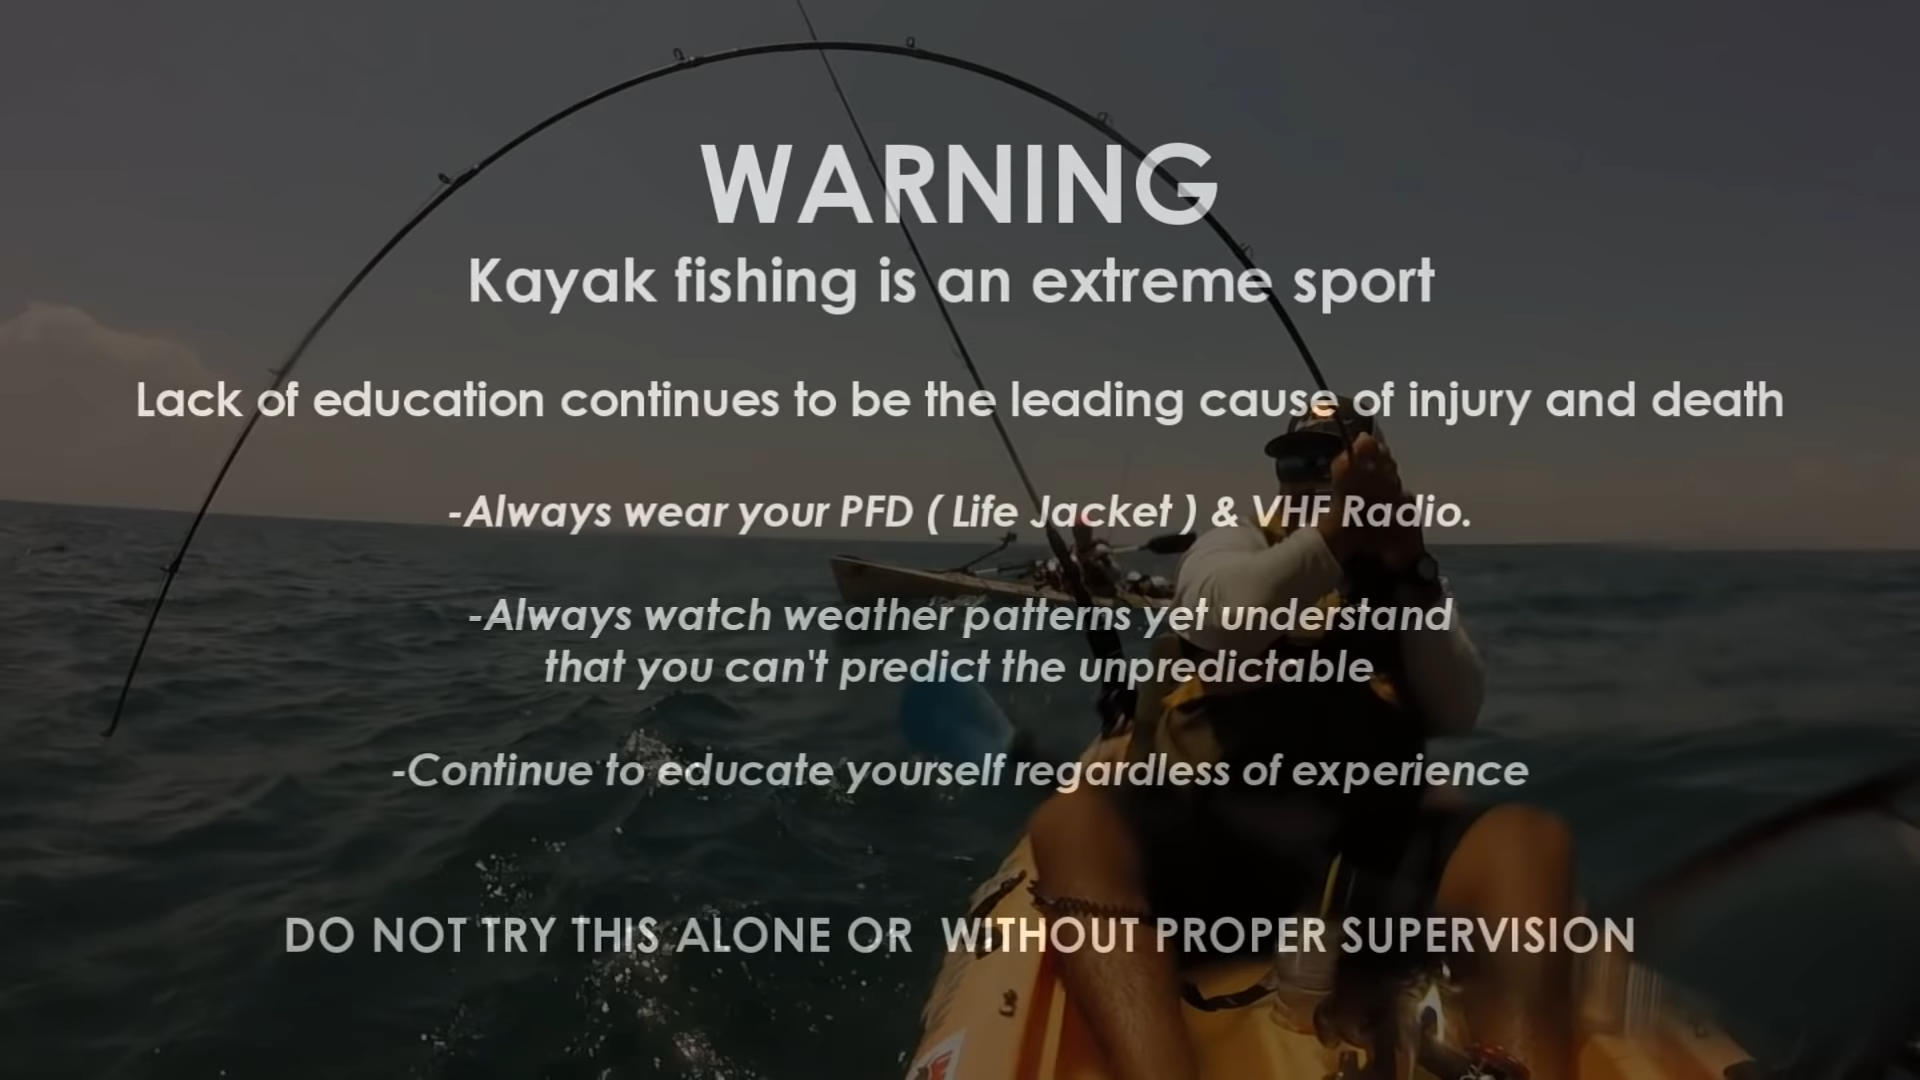 WARNING
Kayak fishing is an extreme sport
Lack of education continues to be the leading cause of injury and death
-Always wear your PFD ( Life Jacket ) & VHF Radio.
-Always watch weather patterns yet understand
that you can't predict the unpredictable
-Continue to educate yourself regardless of experience
DO NOT TRY THIS ALONE OR  WITHOUT PROPER SUPERVISION